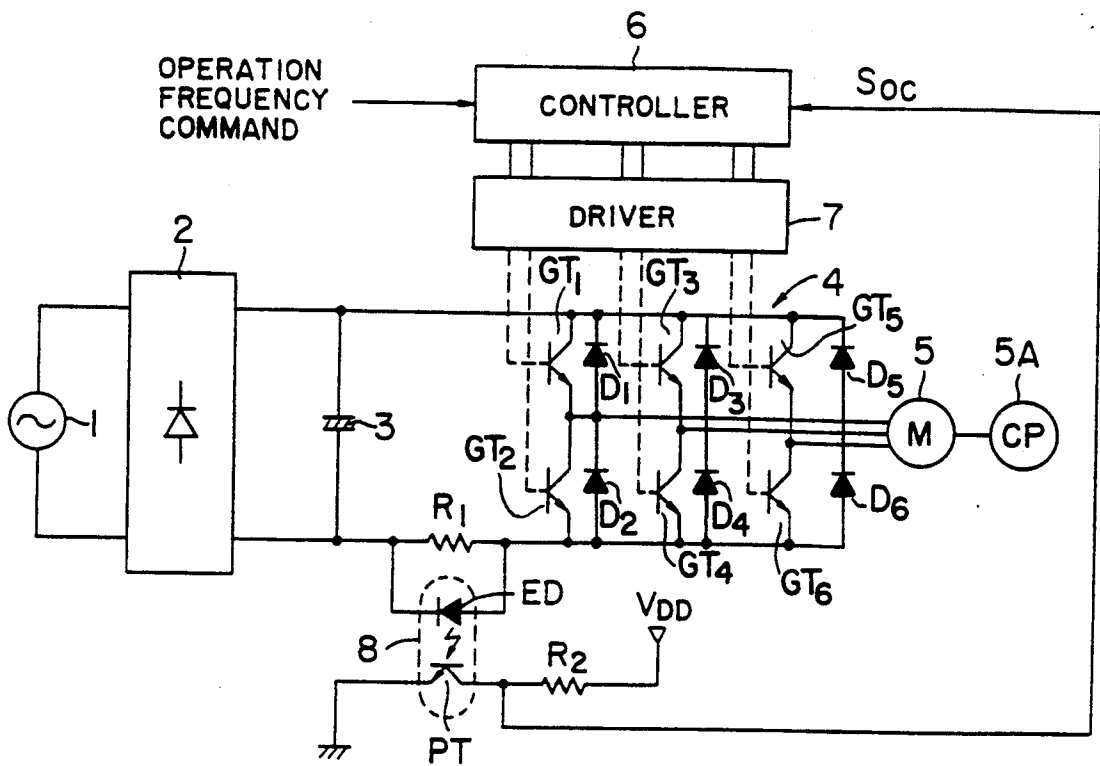 6
OPERATION
FREQUENCY
COMMAND
CONTROLLER
SOC
DRIVER
7
2
GT1
GT3
4
GT5
5
5A
D1
D3
D5
1
3
M
CP
GT2
R1
D2
D4
D6
GT4
GT6
ED
VDD
8
R2
PT